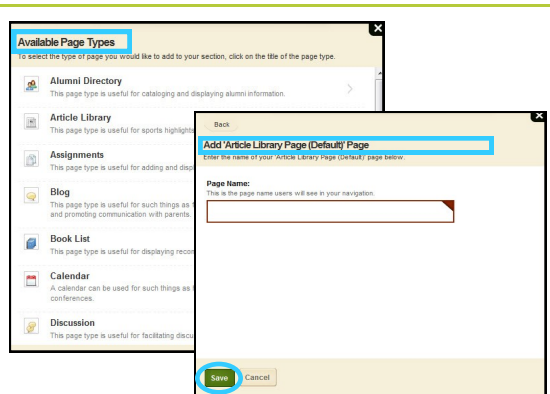 Available Page Types
To select the type of page you would like to add to your section, click on the title of the page type.
Alumni Directory
This page type is useful for cataloging and displaying alumni information.
Article Library
This page type is useful for sports highlights
Assignments
This page type is useful for adding and disp
Blog
This page type is useful for such things as
and promoting communication with parents.
Book List
This page type is useful for displaying recom
Calendar
A calendar can be used for such things as
conferences.
Discussion
This page type is useful for facilitating discu
Back
Add 'Article Library Page (Default)' Page
Enter the name of your 'Article Library Page (Default)' page below.
Page Name:
This is the page name users will see in your navigation.
Save Cancel